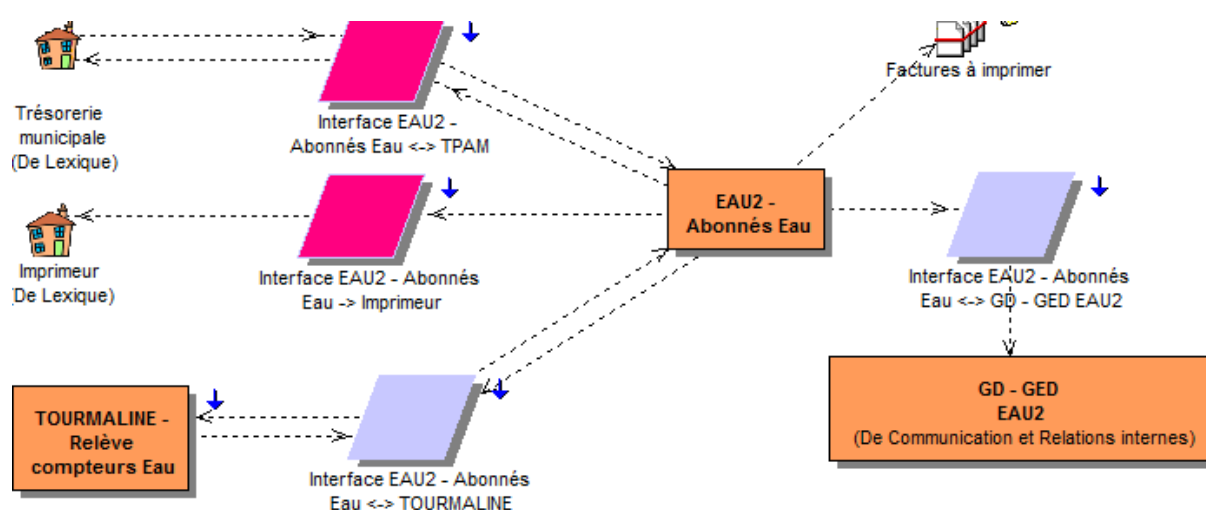 Factures à imprimer
Trésorerie
municipale
(De Lexique)
Interface EAU2 -
Abonnés Eau <-> TPAM
EAU2 -
Abonnés Eau
Imprimeur
(De Lexique)
Interface EAU2 - Abonnés
Eau -> Imprimeur
Interface EAU2 - Abonnés
Eau <-> GD - GED EAU2
TOURMALINE -
Relève
compteurs Eau
Interface EAU2 - Abonnés
Eau <-> TOURMALINE
GD - GED
EAU2
(De Communication et Relations internes)